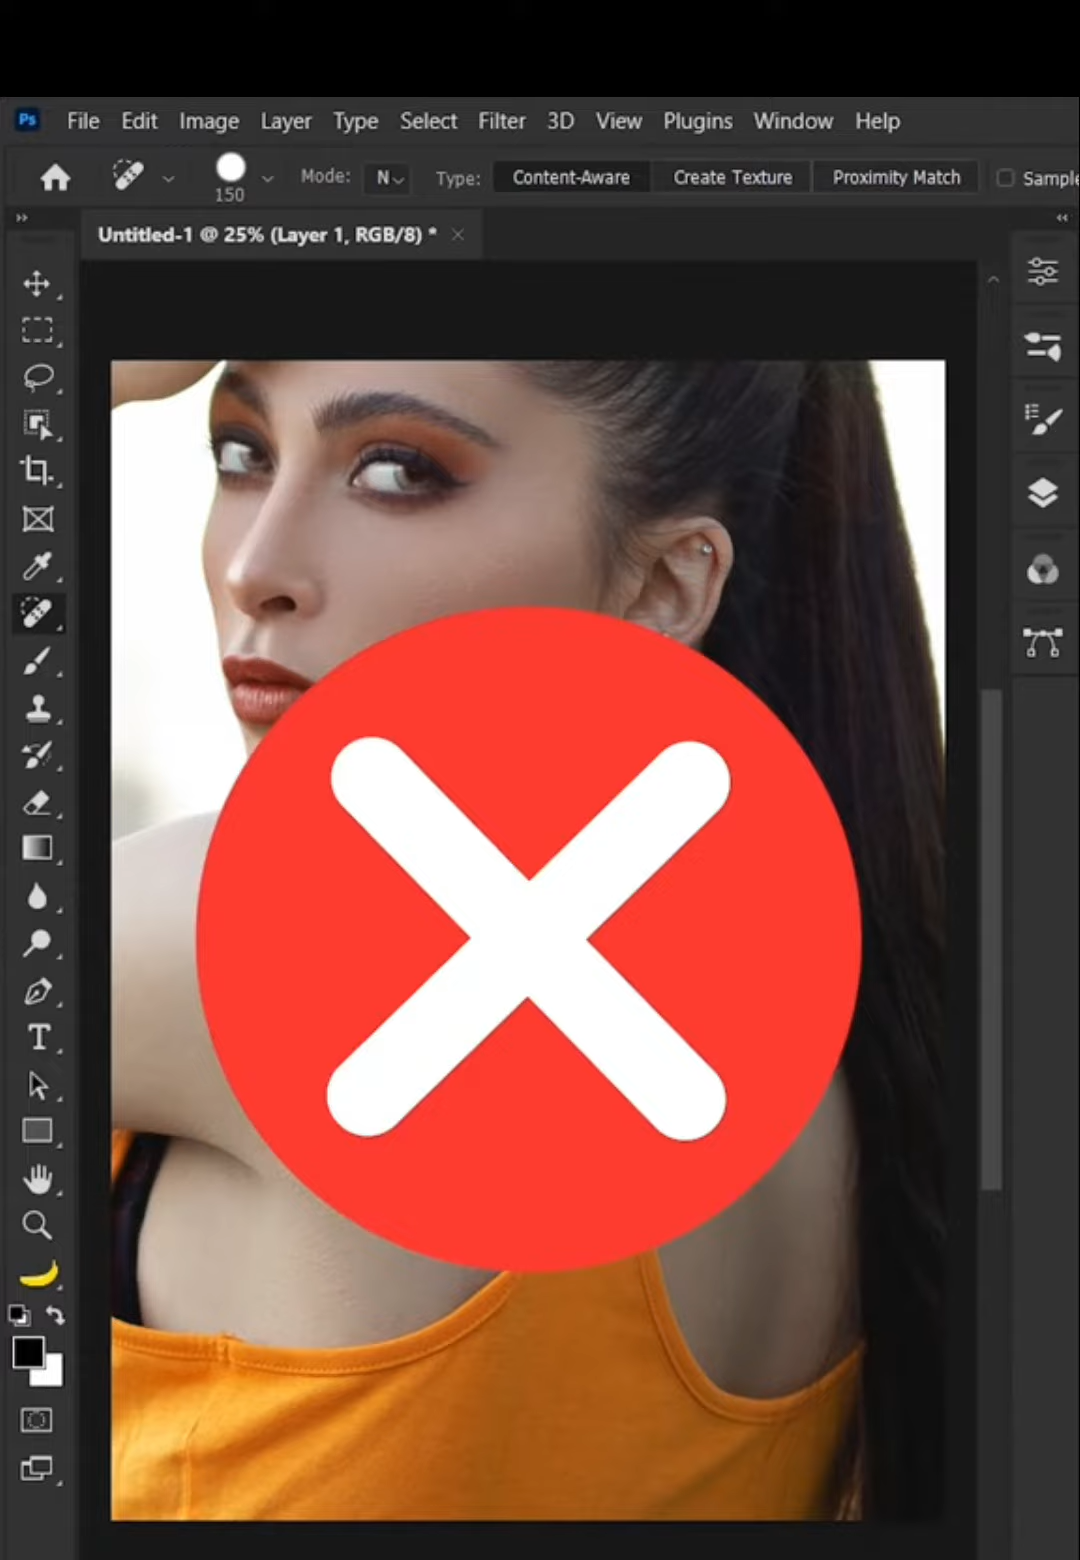 Ps File Edit Image Layer Type Select Filter 3D View Plugins Window Help
150 Mode: N Type: Content-Aware Create Texture Proximity Match Sample
Untitled-1 @ 25% (Layer 1, RGB/8) *
T